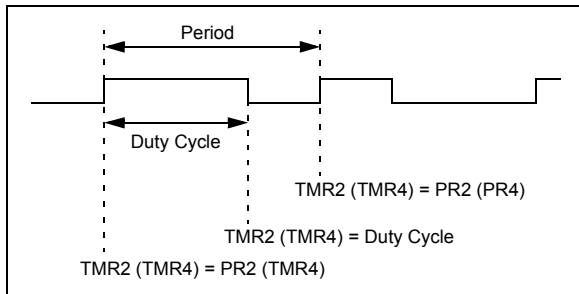 Period
Duty Cycle
TMR2 (TMR4) = PR2 (PR4)
TMR2 (TMR4) = Duty Cycle
TMR2 (TMR4) = PR2 (TMR4)